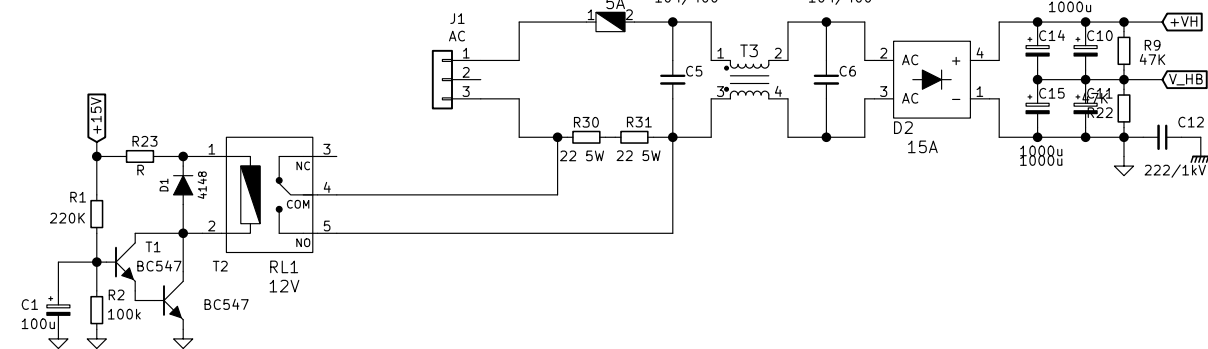 5A
1 2
1000u
J1
AC
1
2
3
C5
T3
1 2
3 4
C6
2 AC + 4
3 AC - 1
D2
15A
C14
C10
C15
C11
R9
47K
47K
R22
+VH
V_HB
C12
222/1kV
1000u
1000u
R30
22 5W
R31
22 5W
+15V
R23
R
D1
4148
1
2
3
NC
4
COM
5
NO
RL1
12V
R1
220K
T1
BC547
T2
BC547
C1
100u
R2
100k